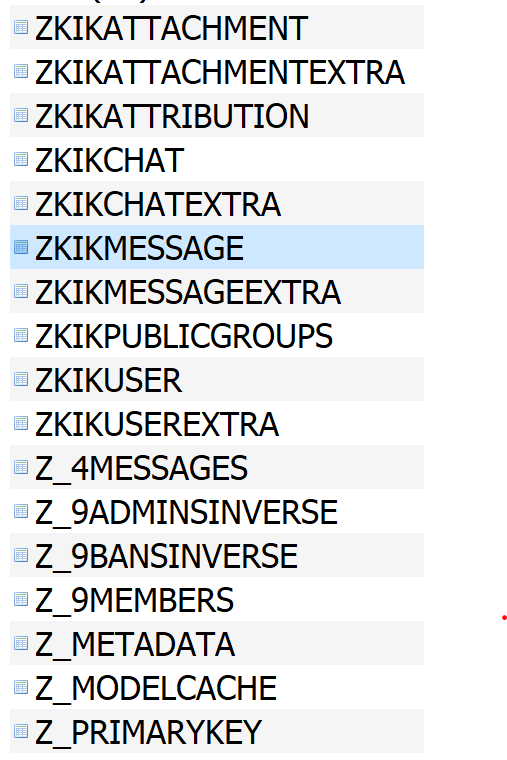 ZKIKATTACHMENT
ZKIKATTACHMENTEXTRA
ZKIKATTRIBUTION
ZKIKCHAT
ZKIKCHATEXTRA
ZKIKMESSAGE
ZKIKMESSAGEEXTRA
ZKIKPUBLICGROUPS
ZKIKUSER
ZKIKUSEREXTRA
Z_4MESSAGES
Z_9ADMINSINVERSE
Z_9BANSINVERSE
Z_9MEMBERS
Z_METADATA
Z_MODELCACHE
Z_PRIMARYKEY